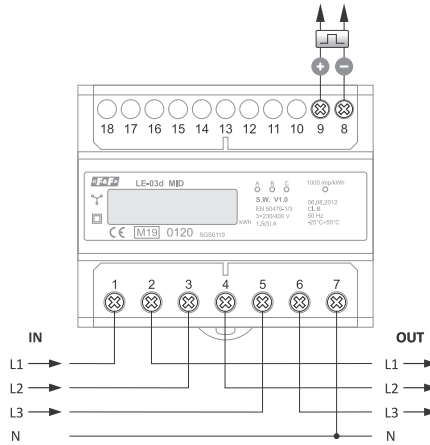 + −
18 17 16 15 14 13 12 11 10 9 8
F&F LE-03d MID
A B C
1000 imp/kWh
S.W. V1.0
EN 50470-1/3
3×230/400 V
1,5(6) A
06,08,2012
Cl. B
50 Hz
-25°C÷55°C
kWh
CE M19 0120 SGS0119
1 2 3 4 5 6 7
IN OUT
L1 L1
L2 L2
L3 L3
N N